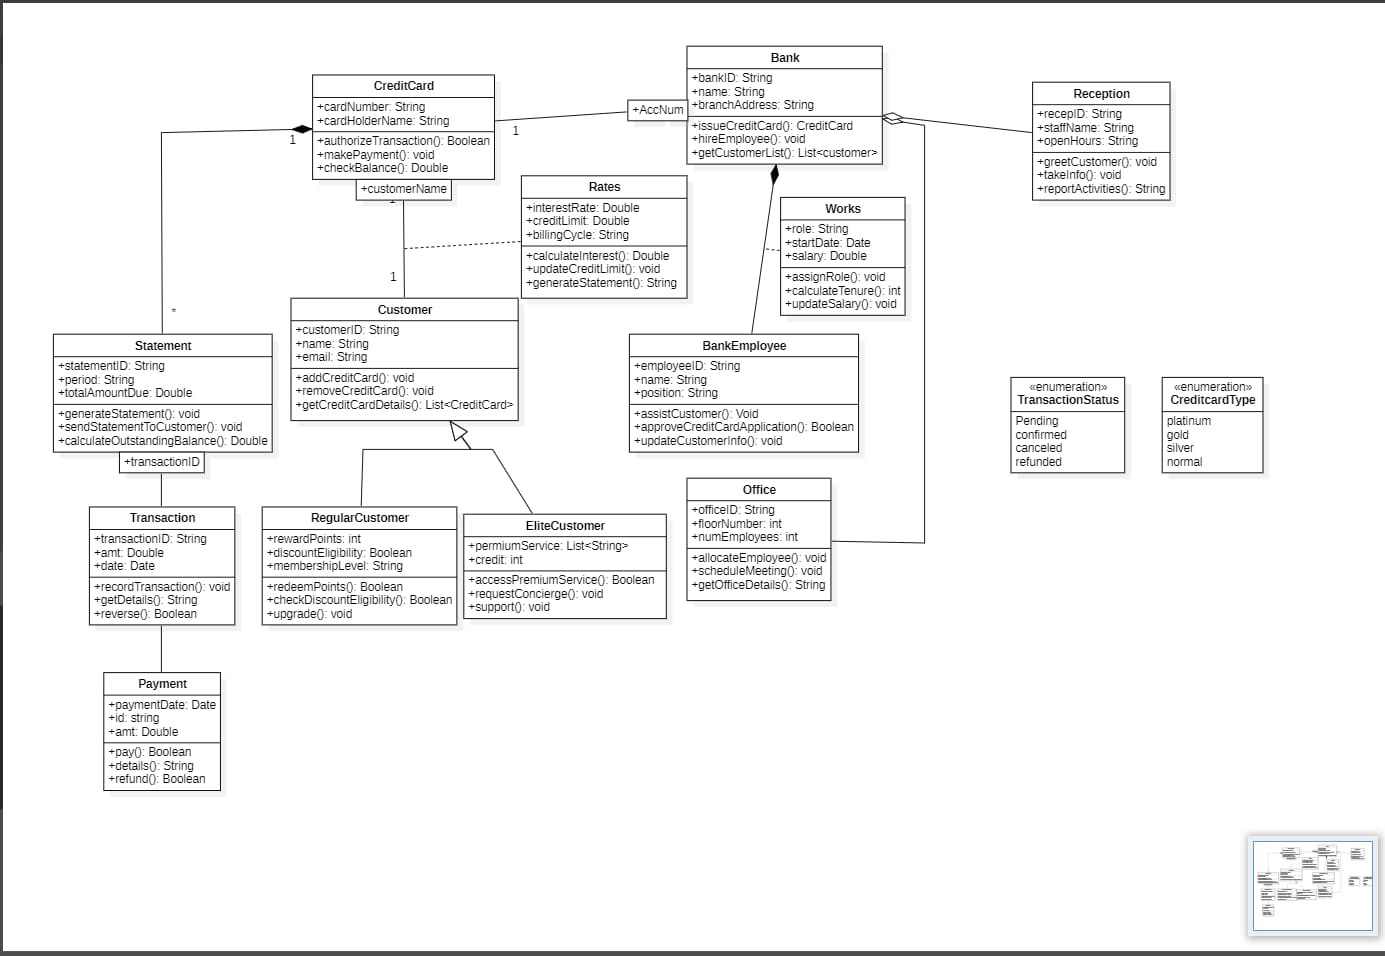 Bank
+bankID: String
+name: String
+branchAddress: String
+issueCreditCard(): CreditCard
+hireEmployee(): void
+getCustomerList(): List<customer>
CreditCard
+cardNumber: String
+cardHolderName: String
+authorizeTransaction(): Boolean
+makePayment(): void
+checkBalance(): Double
+customerName
+AccNum
1
1
1
1
*
Reception
+recepID: String
+staffName: String
+openHours: String
+greetCustomer(): void
+takeInfo(): void
+reportActivities(): String
Rates
+interestRate: Double
+creditLimit: Double
+billingCycle: String
+calculateInterest(): Double
+updateCreditLimit(): void
+generateStatement(): String
Works
+role: String
+startDate: Date
+salary: Double
+assignRole(): void
+calculateTenure(): int
+updateSalary(): void
Customer
+customerID: String
+name: String
+email: String
+addCreditCard(): void
+removeCreditCard(): void
+getCreditCardDetails(): List<CreditCard>
Statement
+statementID: String
+period: String
+totalAmountDue: Double
+generateStatement(): void
+sendStatementToCustomer(): void
+calculateOutstandingBalance(): Double
+transactionID
BankEmployee
+employeeID: String
+name: String
+position: String
+assistCustomer(): Void
+approveCreditCardApplication(): Boolean
+updateCustomerInfo(): void
«enumeration»
TransactionStatus
Pending
confirmed
canceled
refunded
«enumeration»
CreditcardType
platinum
gold
silver
normal
Transaction
+transactionID: String
+amt: Double
+date: Date
+recordTransaction(): void
+getDetails(): String
+reverse(): Boolean
RegularCustomer
+rewardPoints: int
+discountEligibility: Boolean
+membershipLevel: String
+redeemPoints(): Boolean
+checkDiscountEligibility(): Boolean
+upgrade(): void
EliteCustomer
+permiumService: List<String>
+credit: int
+accessPremiumService(): Boolean
+requestConcierge(): void
+support(): void
Office
+officeID: String
+floorNumber: int
+numEmployees: int
+allocateEmployee(): void
+scheduleMeeting(): void
+getOfficeDetails(): String
Payment
+paymentDate: Date
+id: string
+amt: Double
+pay(): Boolean
+details(): String
+refund(): Boolean